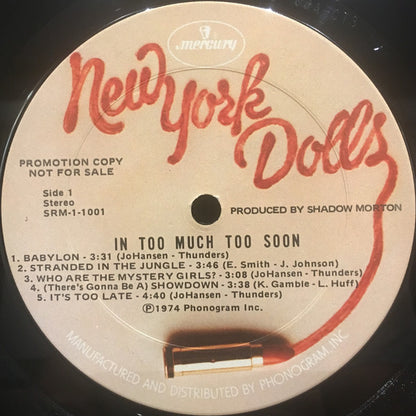 mercury
New York Dolls
PROMOTION COPY
NOT FOR SALE
Side 1
Stereo
SRM-1-1001
PRODUCED BY SHADOW MORTON
IN TOO MUCH TOO SOON
1. BABYLON - 3:31 (JoHansen - Thunders)
2. STRANDED IN THE JUNGLE - 3:46 (E. Smith - J. Johnson)
3. WHO ARE THE MYSTERY GIRLS? - 3:08 (JoHansen - Thunders)
4. (There's Gonna Be A) SHOWDOWN - 3:38 (K. Gamble - L. Huff)
5. IT'S TOO LATE - 4:40 (JoHansen - Thunders)
Ⓟ1974 Phonogram Inc.
MANUFACTURED AND DISTRIBUTED BY PHONOGRAM, INC.